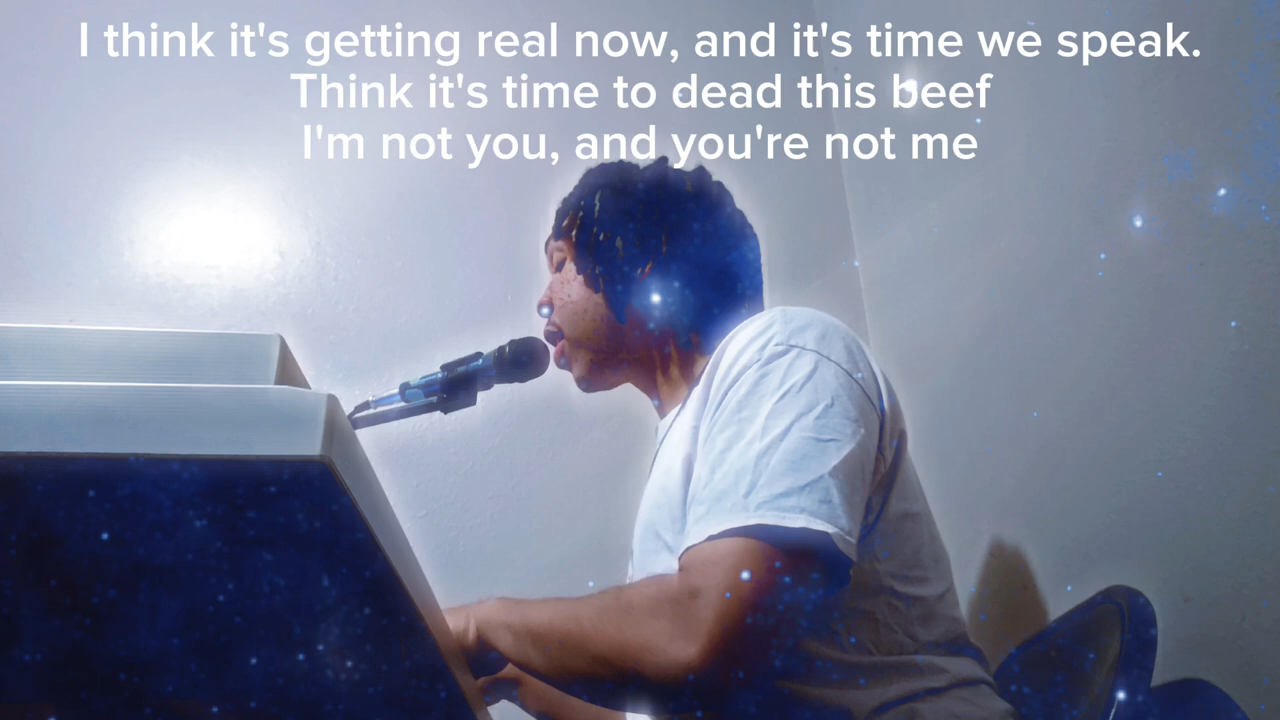 I think it's getting real now, and it's time we speak.
Think it's time to dead this beef
I'm not you, and you're not me